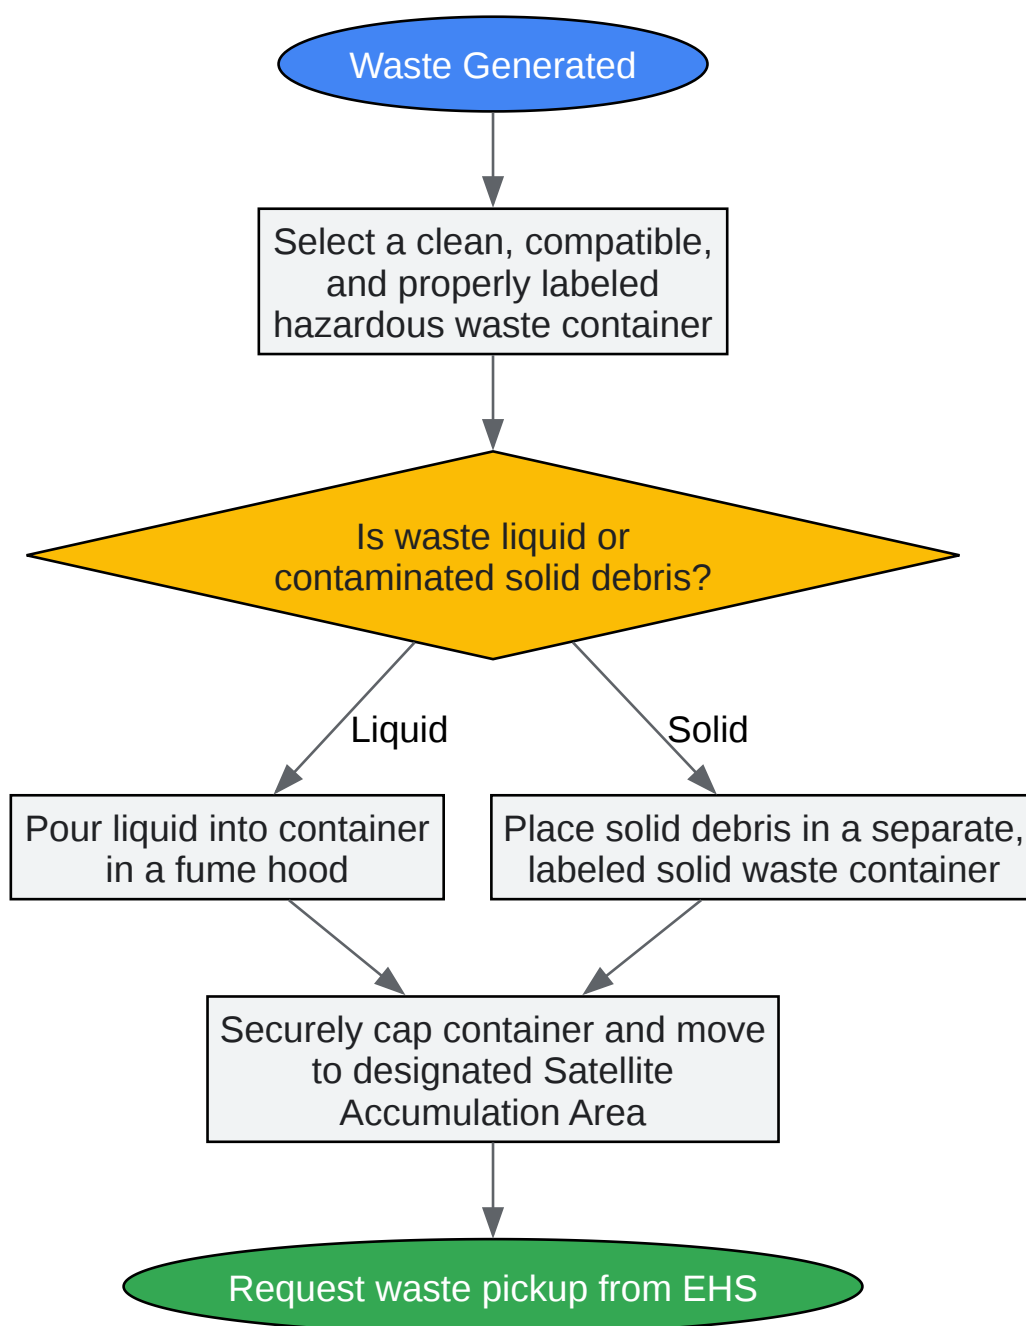 Waste Generated
Select a clean, compatible,
and properly labeled
hazardous waste container
Is waste liquid or
contaminated solid debris?
Liquid
Solid
Pour liquid into container
in a fume hood
Place solid debris in a separate,
labeled solid waste container
Securely cap container and move
to designated Satellite
Accumulation Area
Request waste pickup from EHS